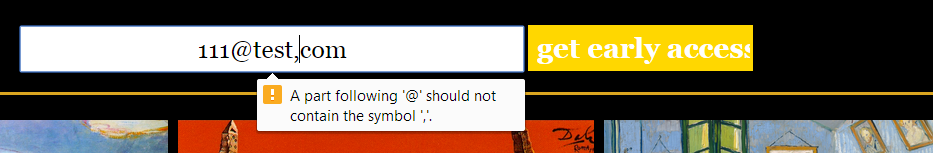 111@test,com
get early access
A part following '@' should not
contain the symbol ','.